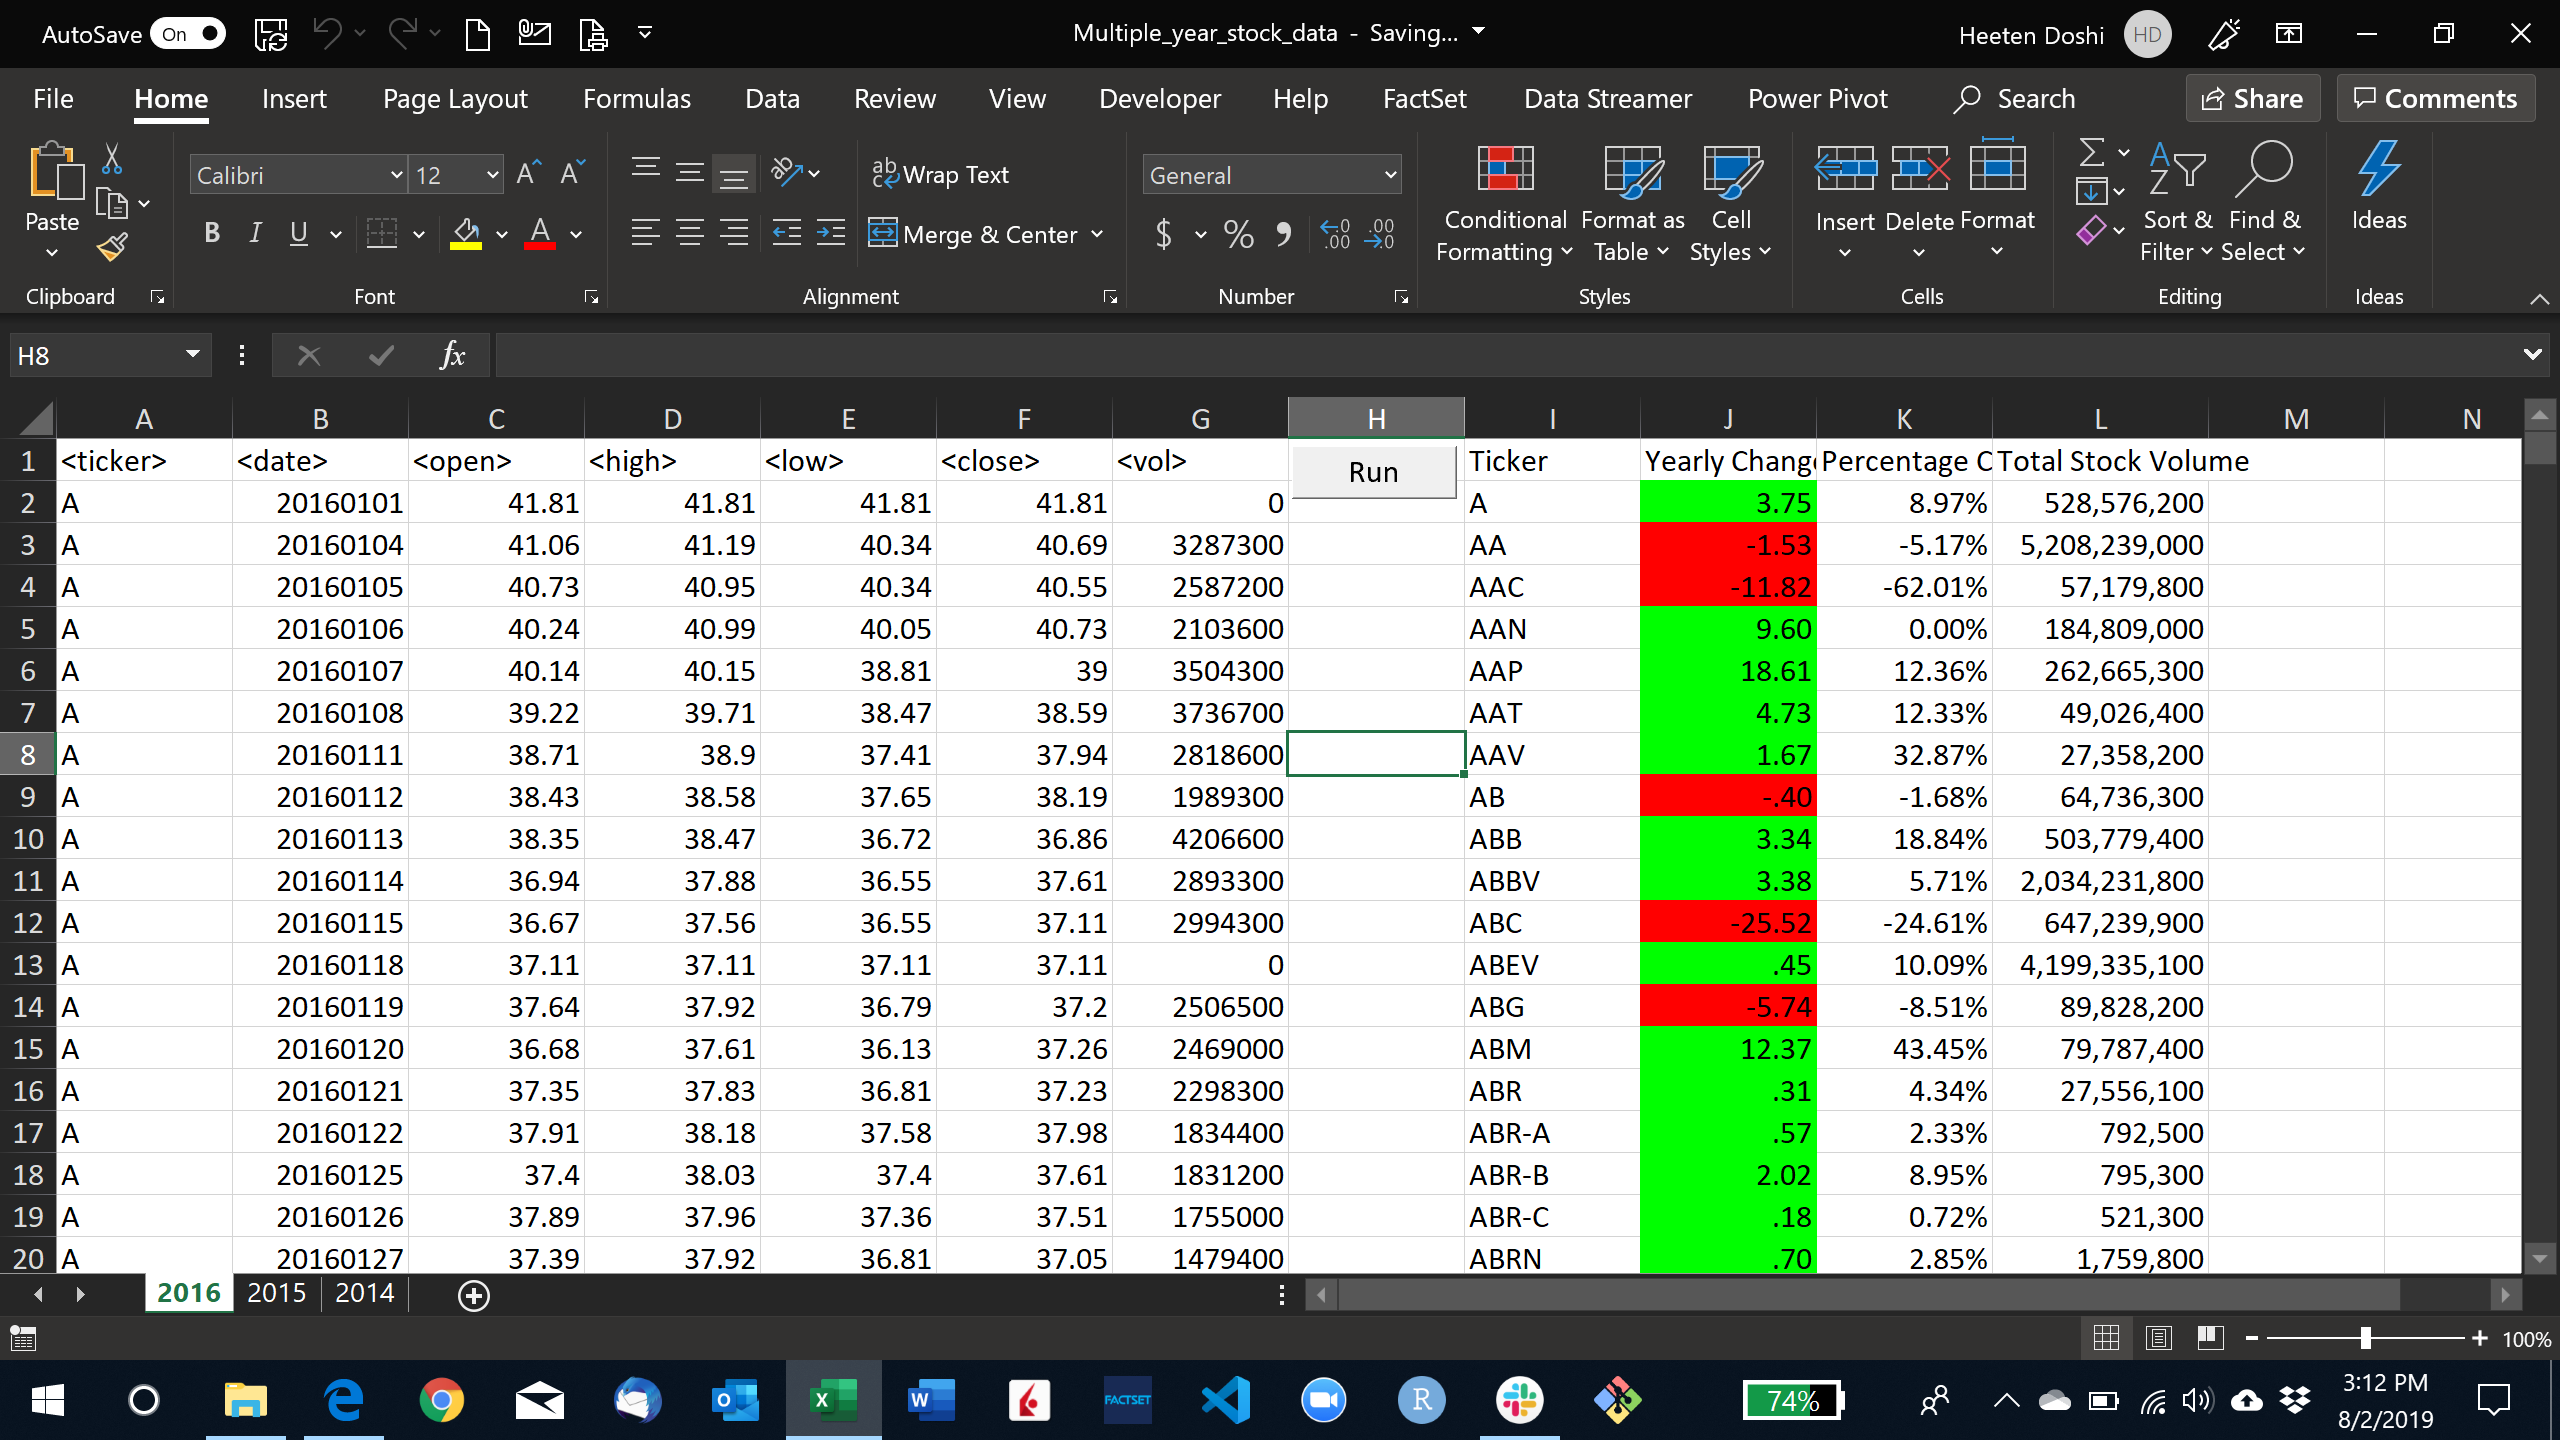 AutoSave On Multiple_year_stock_data - Saving... Heeten Doshi HD
File Home Insert Page Layout Formulas Data Review View Developer Help FactSet Data Streamer Power Pivot Search Share Comments
Paste Calibri 12 Wrap Text General Conditional Formatting Format as Table Cell Styles Insert Delete Format Sort & Filter Find & Select Ideas
B I U Merge & Center $ %
Clipboard Font Alignment Number Styles Cells Editing Ideas
H8 fx
A B C D E F G H I J K L M N
1 <ticker> <date> <open> <high> <low> <close> <vol> Run Ticker Yearly Change Percentage C Total Stock Volume
2 A 20160101 41.81 41.81 41.81 41.81 0 A 3.75 8.97% 528,576,200
3 A 20160104 41.06 41.19 40.34 40.69 3287300 AA -1.53 -5.17% 5,208,239,000
4 A 20160105 40.73 40.95 40.34 40.55 2587200 AAC -11.82 -62.01% 57,179,800
5 A 20160106 40.24 40.99 40.05 40.73 2103600 AAN 9.60 0.00% 184,809,000
6 A 20160107 40.14 40.15 38.81 39 3504300 AAP 18.61 12.36% 262,665,300
7 A 20160108 39.22 39.71 38.47 38.59 3736700 AAT 4.73 12.33% 49,026,400
8 A 20160111 38.71 38.9 37.41 37.94 2818600 AAV 1.67 32.87% 27,358,200
9 A 20160112 38.43 38.58 37.65 38.19 1989300 AB -.40 -1.68% 64,736,300
10 A 20160113 38.35 38.47 36.72 36.86 4206600 ABB 3.34 18.84% 503,779,400
11 A 20160114 36.94 37.88 36.55 37.61 2893300 ABBV 3.38 5.71% 2,034,231,800
12 A 20160115 36.67 37.56 36.55 37.11 2994300 ABC -25.52 -24.61% 647,239,900
13 A 20160118 37.11 37.11 37.11 37.11 0 ABEV .45 10.09% 4,199,335,100
14 A 20160119 37.64 37.92 36.79 37.2 2506500 ABG -5.74 -8.51% 89,828,200
15 A 20160120 36.68 37.61 36.13 37.26 2469000 ABM 12.37 43.45% 79,787,400
16 A 20160121 37.35 37.83 36.81 37.23 2298300 ABR .31 4.34% 27,556,100
17 A 20160122 37.91 38.18 37.58 37.98 1834400 ABR-A .57 2.33% 792,500
18 A 20160125 37.4 38.03 37.4 37.61 1831200 ABR-B 2.02 8.95% 795,300
19 A 20160126 37.89 37.96 37.36 37.51 1755000 ABR-C .18 0.72% 521,300
20 A 20160127 37.39 37.92 36.81 37.05 1479400 ABRN .70 2.85% 1,759,800
2016 2015 2014
100%
FACTSET 74% 3:12 PM
8/2/2019